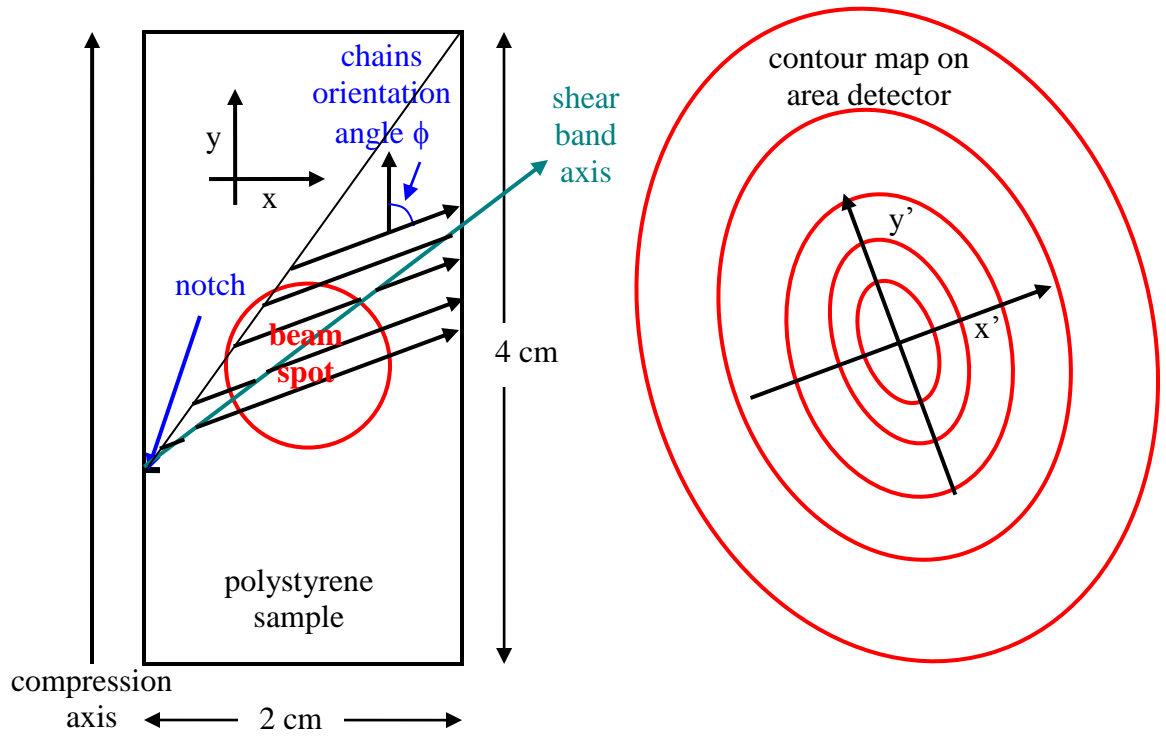 chains
orientation
angle ϕ
y
x
shear
band
axis
notch
beam
spot
4 cm
polystyrene
sample
compression
axis
2 cm
contour map on
area detector
y’
x’